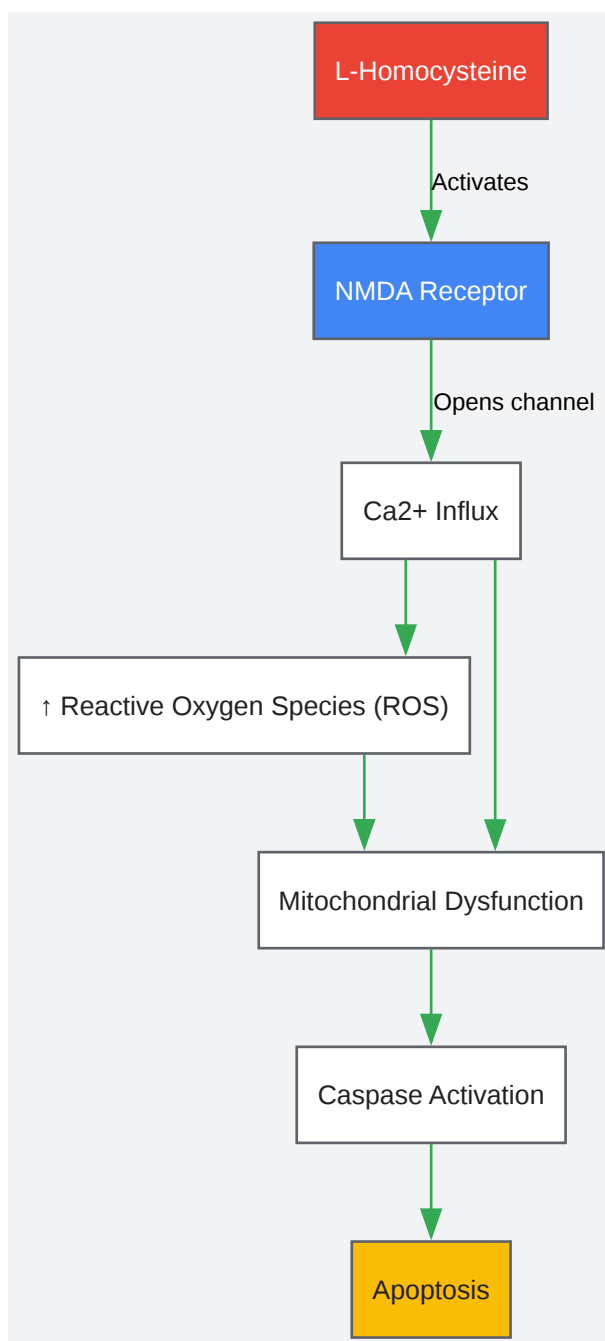 L-Homocysteine
Activates
NMDA Receptor
Opens channel
Ca2+ Influx
↑ Reactive Oxygen Species (ROS)
Mitochondrial Dysfunction
Caspase Activation
Apoptosis